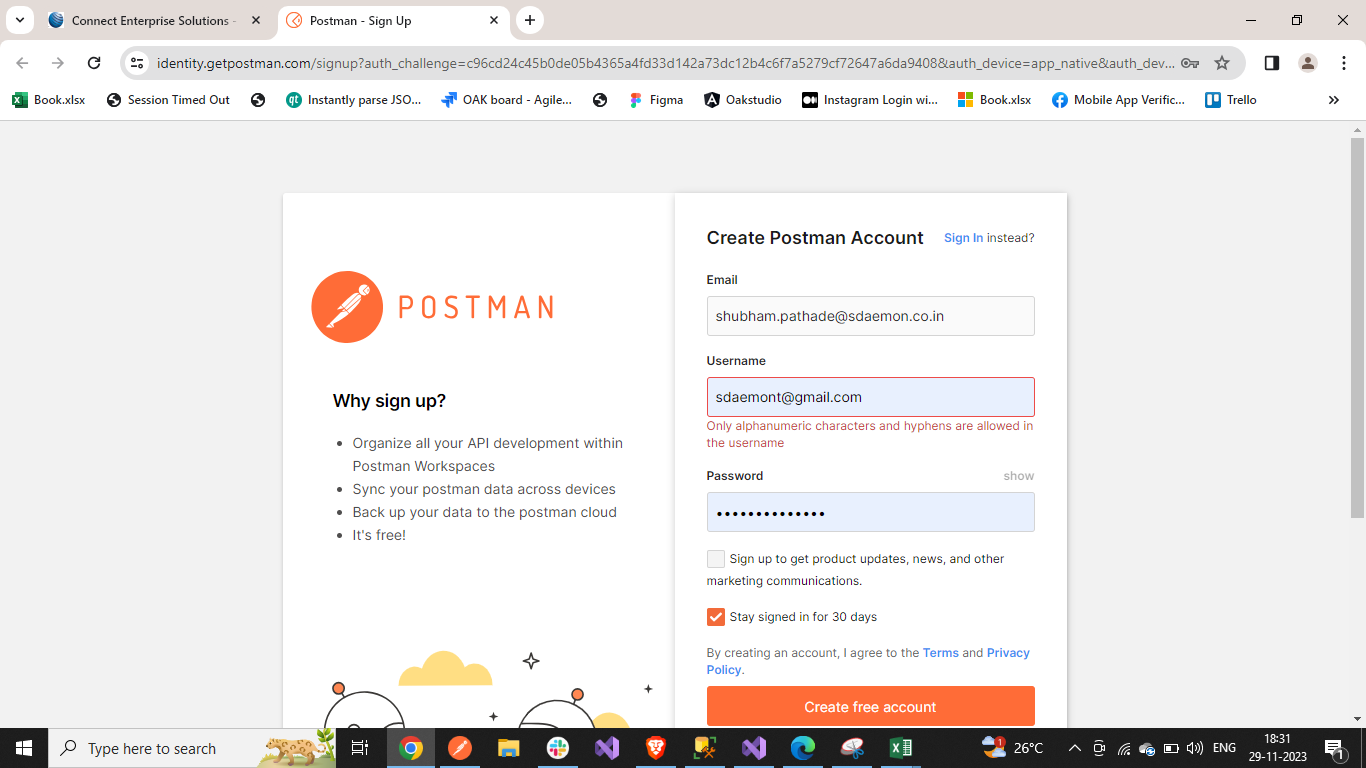 Connect Enterprise Solutions -
Postman - Sign Up
identity.getpostman.com/signup?auth_challenge=c96cd24c45b0de05b4365a4fd33d142a73dc12b4c6f7a5279cf72647a6da9408&auth_device=app_native&auth_dev...
Book.xlsx
Session Timed Out
Instantly parse JSO...
OAK board - Agile...
Figma
Oakstudio
Instagram Login wi...
Book.xlsx
Mobile App Verific...
Trello
POSTMAN
Why sign up?
Organize all your API development within
Postman Workspaces
Sync your postman data across devices
Back up your data to the postman cloud
It's free!
Create Postman Account
Sign In instead?
Email
shubham.pathade@sdaemon.co.in
Username
sdaemont@gmail.com
Only alphanumeric characters and hyphens are allowed in
the username
Password
show
••••••••••••••
Sign up to get product updates, news, and other
marketing communications.
Stay signed in for 30 days
By creating an account, I agree to the Terms and Privacy
Policy.
Create free account
Type here to search
26°C
ENG
18:31
29-11-2023
1